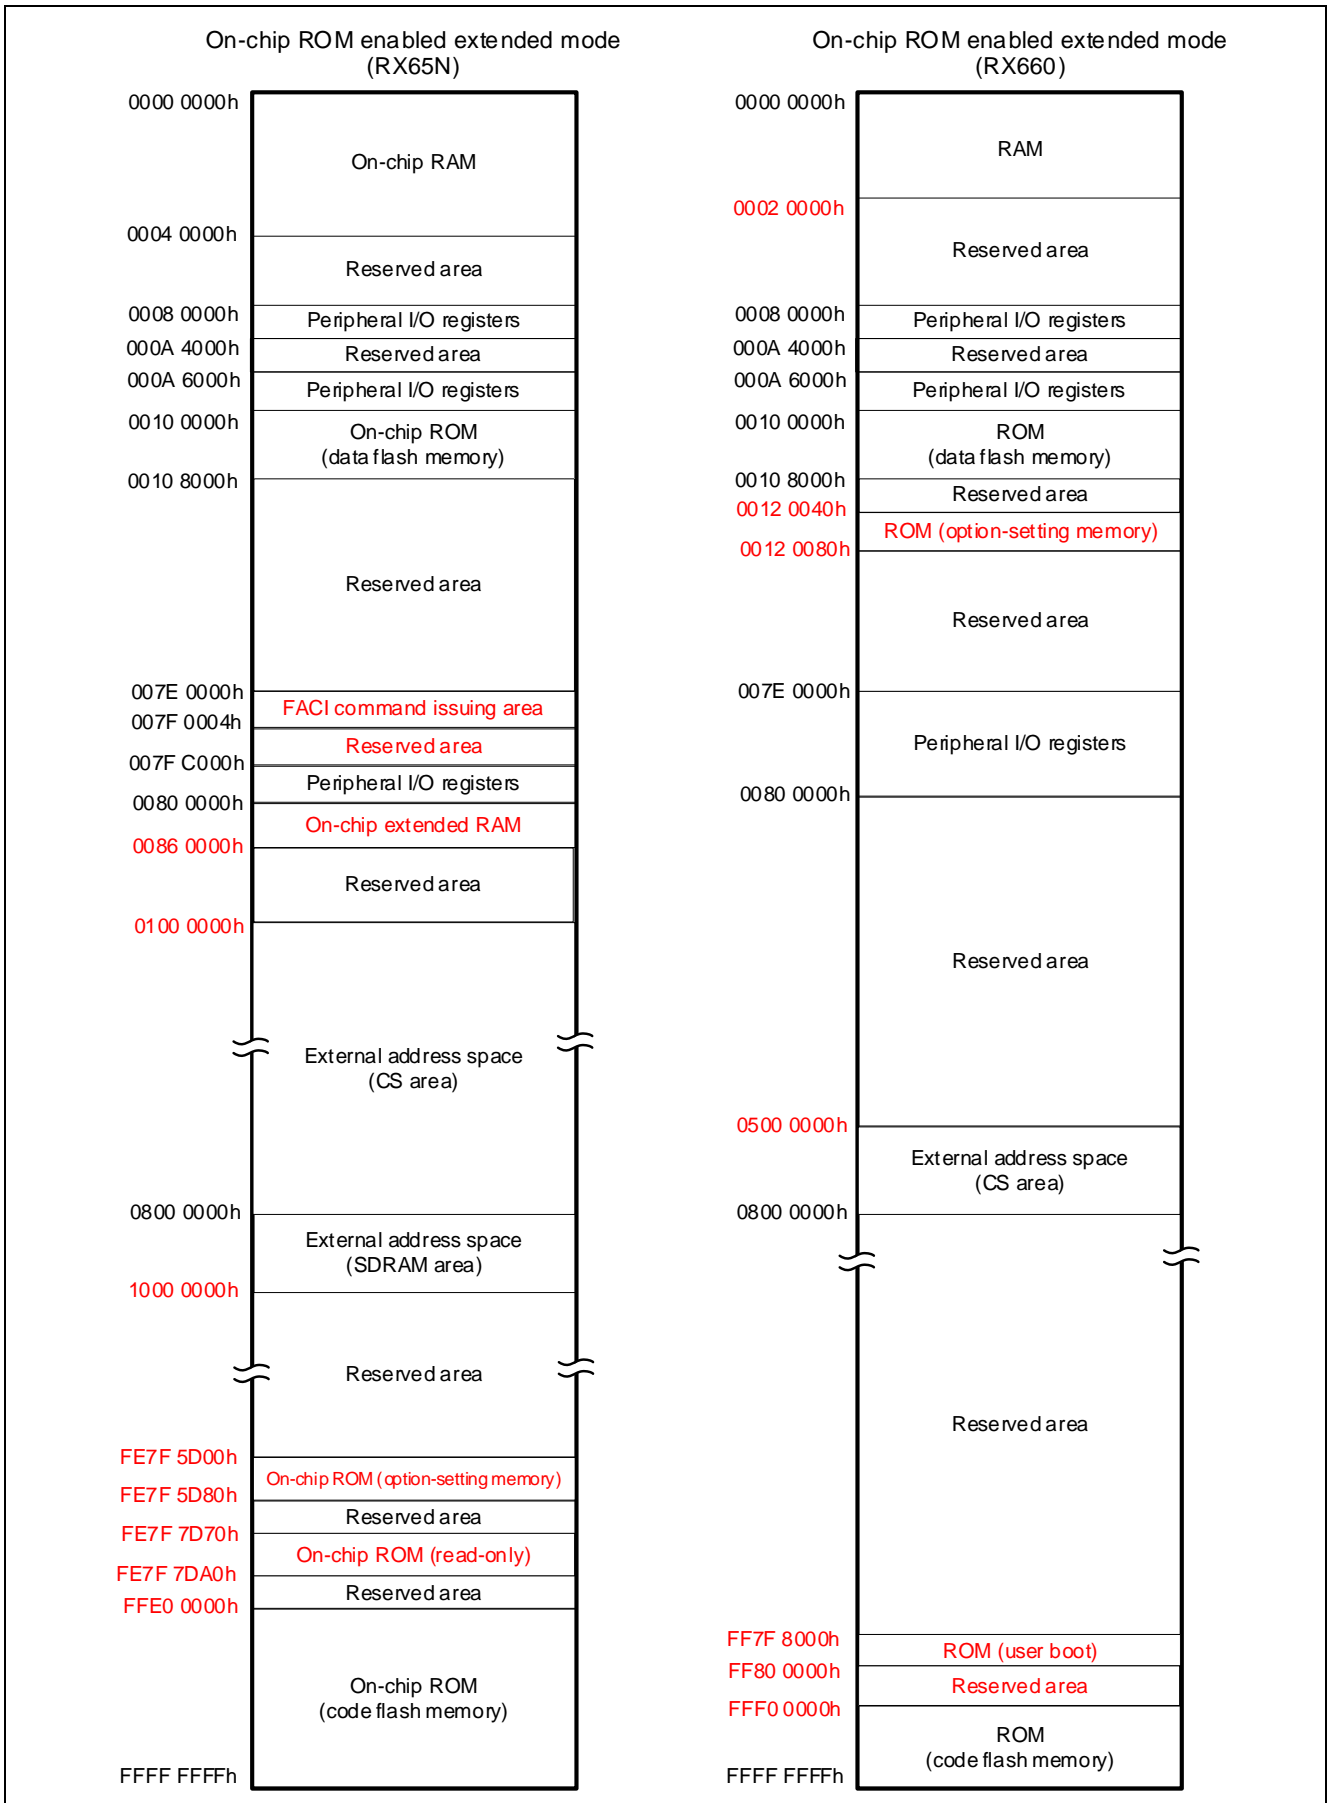 On-chip ROM enabled extended mode
(RX65N)
0000 0000h
On-chip RAM
0004 0000h
Reserved area
0008 0000h
Peripheral I/O registers
000A 4000h
Reserved area
000A 6000h
Peripheral I/O registers
0010 0000h
On-chip ROM
(data flash memory)
0010 8000h
Reserved area
007E 0000h
FACI command issuing area
007F 0004h
Reserved area
007F C000h
Peripheral I/O registers
0080 0000h
On-chip extended RAM
0086 0000h
Reserved area
0100 0000h
External address space
(CS area)
0800 0000h
External address space
(SDRAM area)
1000 0000h
Reserved area
FE7F 5D00h
On-chip ROM (option-setting memory)
FE7F 5D80h
Reserved area
FE7F 7D70h
On-chip ROM (read-only)
FE7F 7DA0h
Reserved area
FFE0 0000h
On-chip ROM
(code flash memory)
FFFF FFFFh
On-chip ROM enabled extended mode
(RX660)
0000 0000h
RAM
0002 0000h
Reserved area
0008 0000h
Peripheral I/O registers
000A 4000h
Reserved area
000A 6000h
Peripheral I/O registers
0010 0000h
ROM
(data flash memory)
0010 8000h
Reserved area
0012 0040h
ROM (option-setting memory)
0012 0080h
Reserved area
007E 0000h
Peripheral I/O registers
0080 0000h
Reserved area
0500 0000h
External address space
(CS area)
0800 0000h
Reserved area
FF7F 8000h
ROM (user boot)
FF80 0000h
Reserved area
FFF0 0000h
ROM
(code flash memory)
FFFF FFFFh